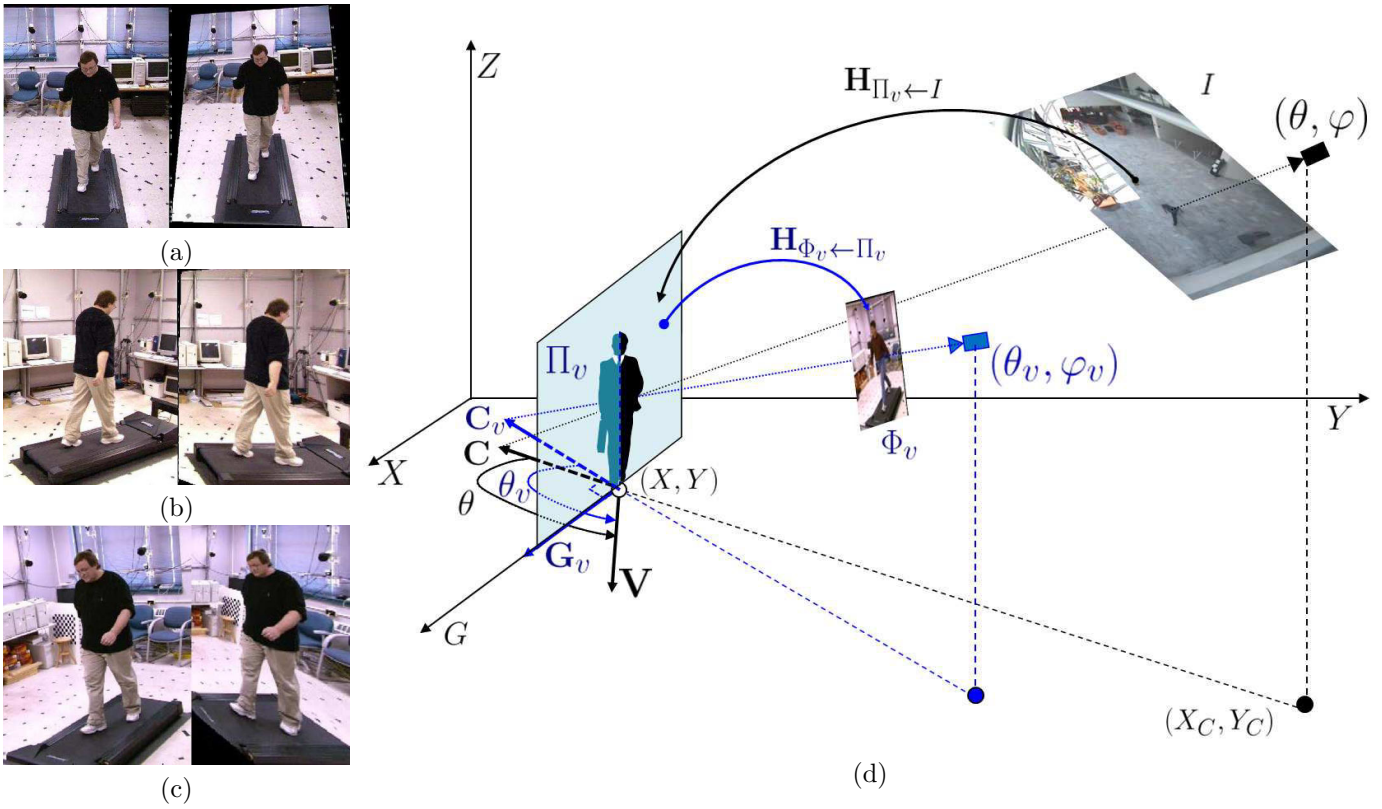 (a)
(b)
(c)
Z
H_{Π_v←I}
I
(θ, φ)
H_{Φ_v←Π_v}
Π_v
(θ_v, φ_v)
C_v
Φ_v
Y
X
C
θ_v
(X, Y)
θ
G_v
V
G
(X_C, Y_C)
(d)